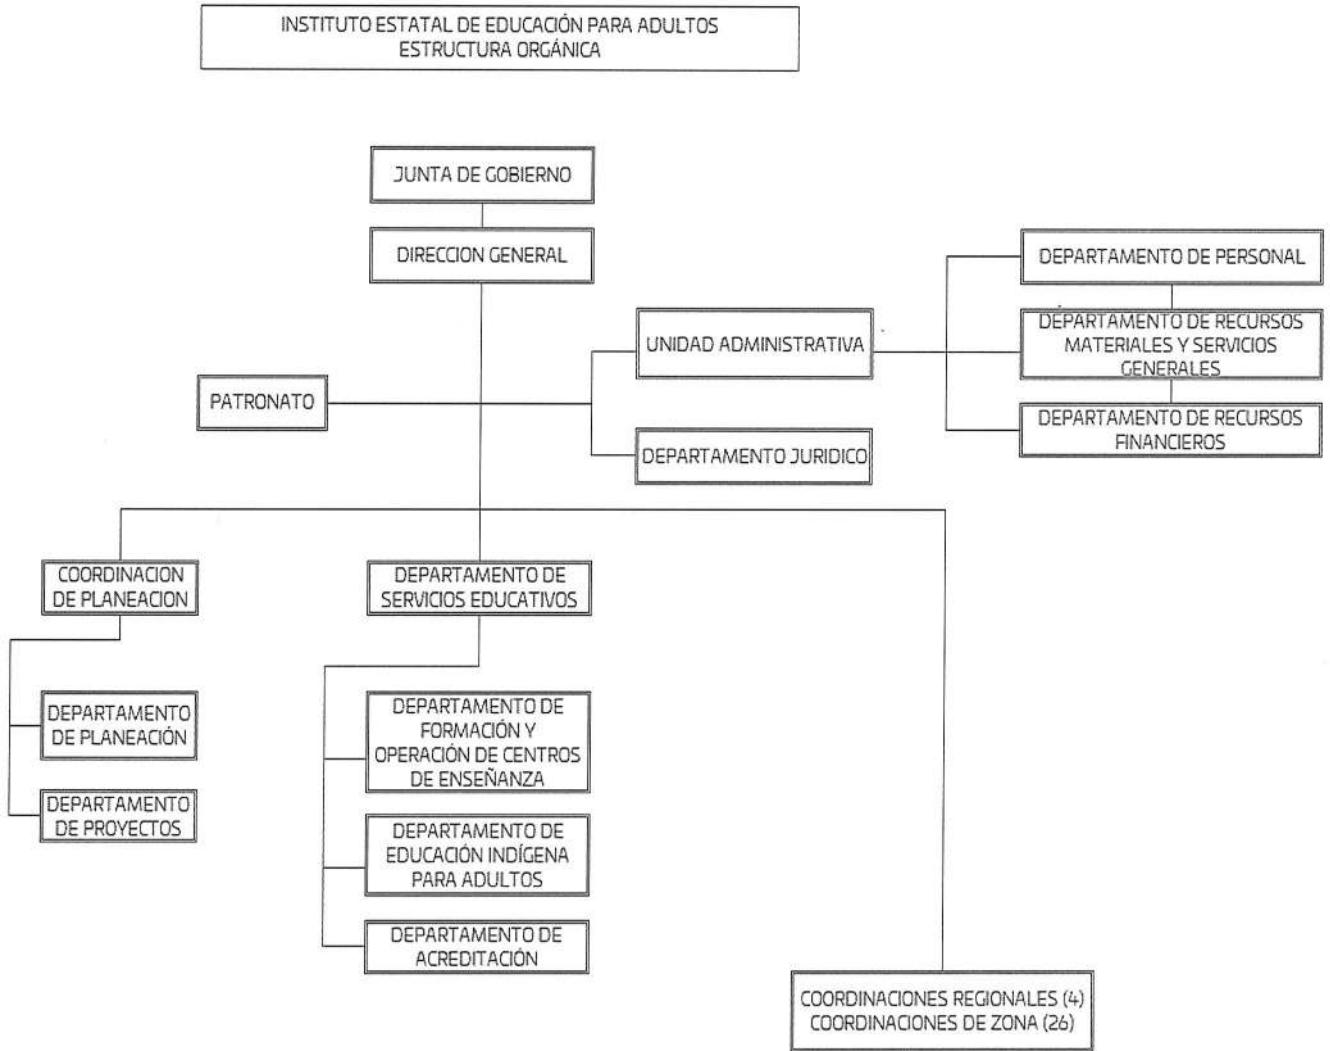 INSTITUTO ESTATAL DE EDUCACIÓN PARA ADULTOS
ESTRUCTURA ORGÁNICA
JUNTA DE GOBIERNO
DIRECCION GENERAL
DEPARTAMENTO DE PERSONAL
DEPARTAMENTO DE RECURSOS
MATERIALES Y SERVICIOS
GENERALES
UNIDAD ADMINISTRATIVA
PATRONATO
DEPARTAMENTO DE RECURSOS
FINANCIEROS
DEPARTAMENTO JURIDICO
COORDINACION
DE PLANEACION
DEPARTAMENTO DE
SERVICIOS EDUCATIVOS
DEPARTAMENTO
DE PLANEACIÓN
DEPARTAMENTO
DE PROYECTOS
DEPARTAMENTO DE
FORMACIÓN Y
OPERACIÓN DE CENTROS
DE ENSEÑANZA
DEPARTAMENTO DE
EDUCACIÓN INDÍGENA
PARA ADULTOS
DEPARTAMENTO DE
ACREDITACIÓN
COORDINACIONES REGIONALES (4)
COORDINACIONES DE ZONA (26)